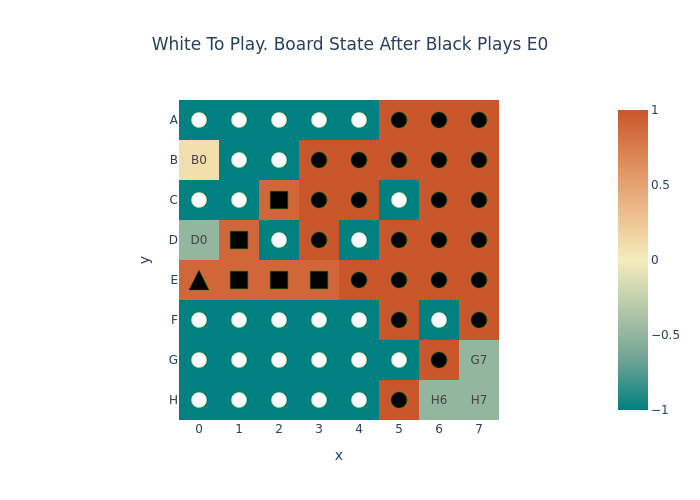 White To Play. Board State After Black Plays E0
A
B
B0
C
D
D0
E
F
G
G7
H
H6
H7
0
1
2
3
4
5
6
7
x
y
1
0.5
0
−0.5
−1